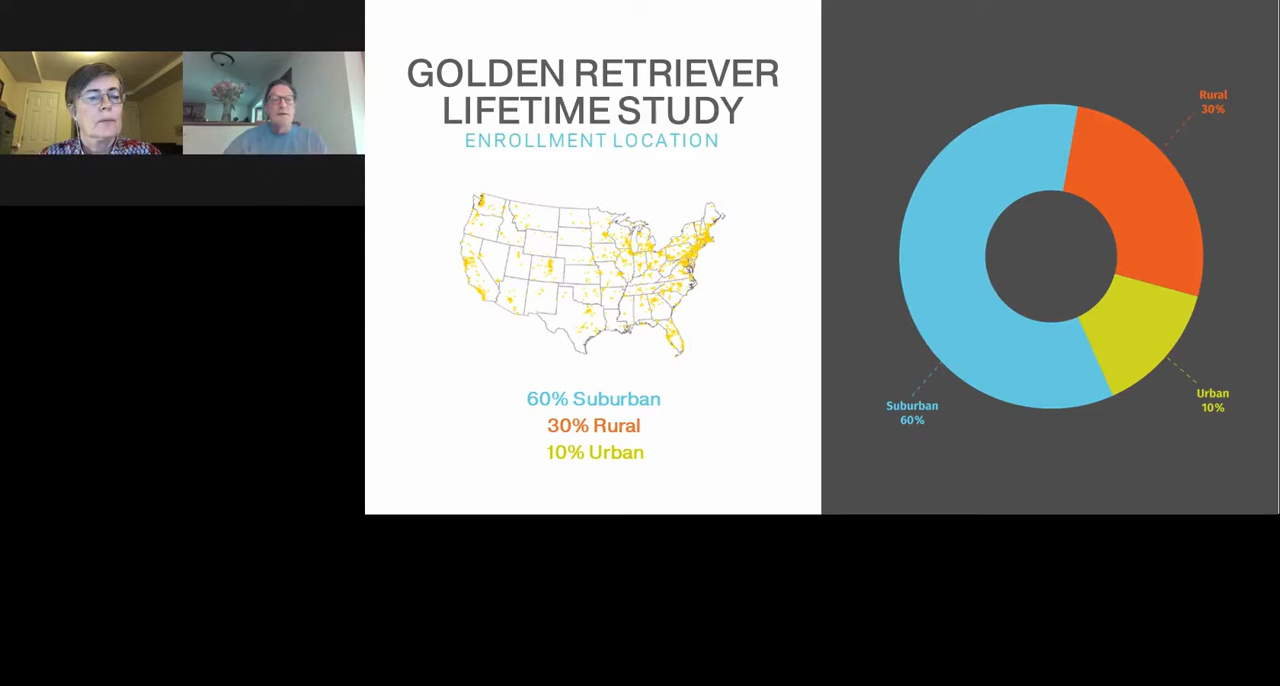 GOLDEN RETRIEVER
LIFETIME STUDY
ENROLLMENT LOCATION
60% Suburban
30% Rural
10% Urban
Rural
30%
Suburban
60%
Urban
10%